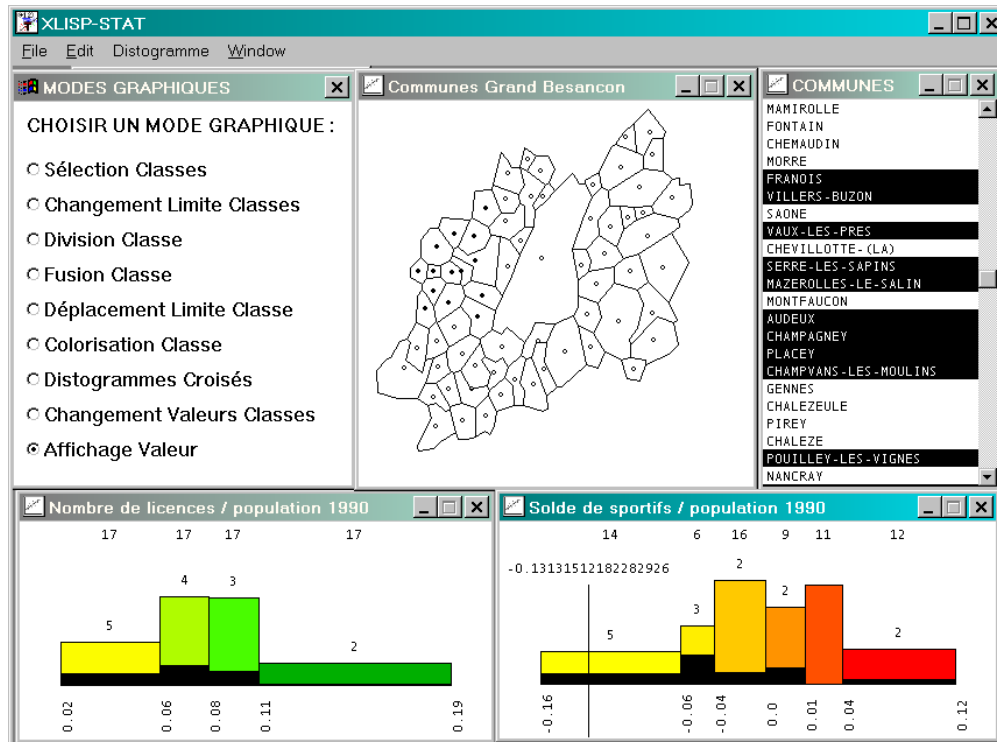 XLISP-STAT
File Edit Distogramme Window
MODES GRAPHIQUES
CHOISIR UN MODE GRAPHIQUE :
Sélection Classes
Changement Limite Classes
Division Classe
Fusion Classe
Déplacement Limite Classe
Colorisation Classe
Distogrammes Croisés
Changement Valeurs Classes
Affichage Valeur
Communes Grand Besancon
COMMUNES
MAMIROLLE
FONTAIN
CHEMAUDIN
MORRE
FRANOIS
VILLERS-BUZON
SAONE
VAUX-LES-PRES
CHEVILLOTTE-(LA)
SERRE-LES-SAPINS
MAZEROLLES-LE-SALIN
MONTFAUCON
AUDEUX
CHAMPAGNEY
PLACEY
CHAMPVANS-LES-MOULINS
GENNES
CHALEZEULE
PIREY
CHALEZE
POUILLEY-LES-VIGNES
NANCRAY
Nombre de licences / population 1990
17 17 17 17
5 4 3 2
0.02 0.06 0.08 0.11 0.19
Solde de sportifs / population 1990
14 6 16 9 11 12
-0.13131512182282926
5 3 2 2 2
-0.16 -0.06 -0.04 0.0 0.01 0.04 0.12